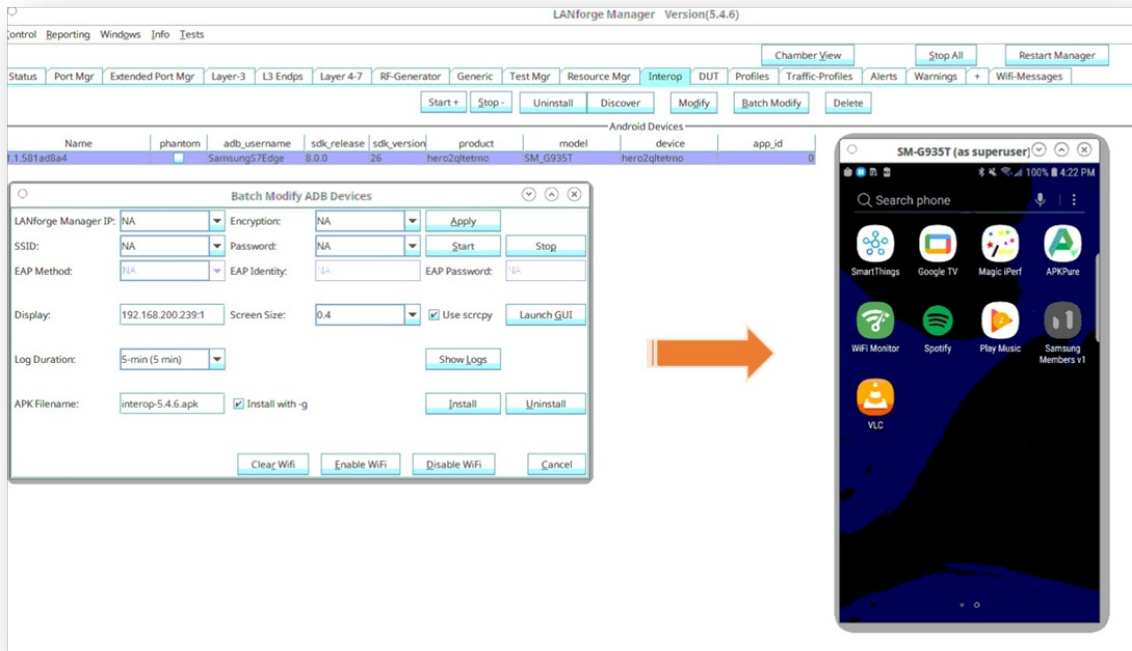 LANforge Manager Version(5.4.6)
ontrol Reporting Windows Info Tests
Chamber View Stop All Restart Manager
Status Port Mgr Extended Port Mgr Layer-3 L3 Endps Layer 4-7 RF-Generator Generic Test Mgr Resource Mgr Interop DUT Profiles Traffic-Profiles Alerts Warnings + Wifi-Messages
Start + Stop - Uninstall Discover Modify Batch Modify Delete
Android Devices
Name phantom adb_username sdk_release sdk_version product model device app_id
1.1.581ad8a4 SamsungS7Edge 8.0.0 26 hero2qltetmo SM_G935T hero2qltetmo 0
Batch Modify ADB Devices
LANforge Manager IP: NA Encryption: NA Apply
SSID: NA Password: NA Start Stop
EAP Method: NA EAP Identity: NA EAP Password: NA
Display: 192.168.200.239:1 Screen Size: 0.4 Use scrcpy Launch GUI
Log Duration: 5-min (5 min) Show Logs
APK Filename: interop-5.4.6.apk Install with -g Install Uninstall
Clear Wifi Enable WiFi Disable WiFi Cancel
SM-G935T (as superuser)
100% 4:22 PM
Search phone
SmartThings Google TV Magic iPerf APKPure
WiFi Monitor Spotify Play Music Samsung
Members v1
VLC